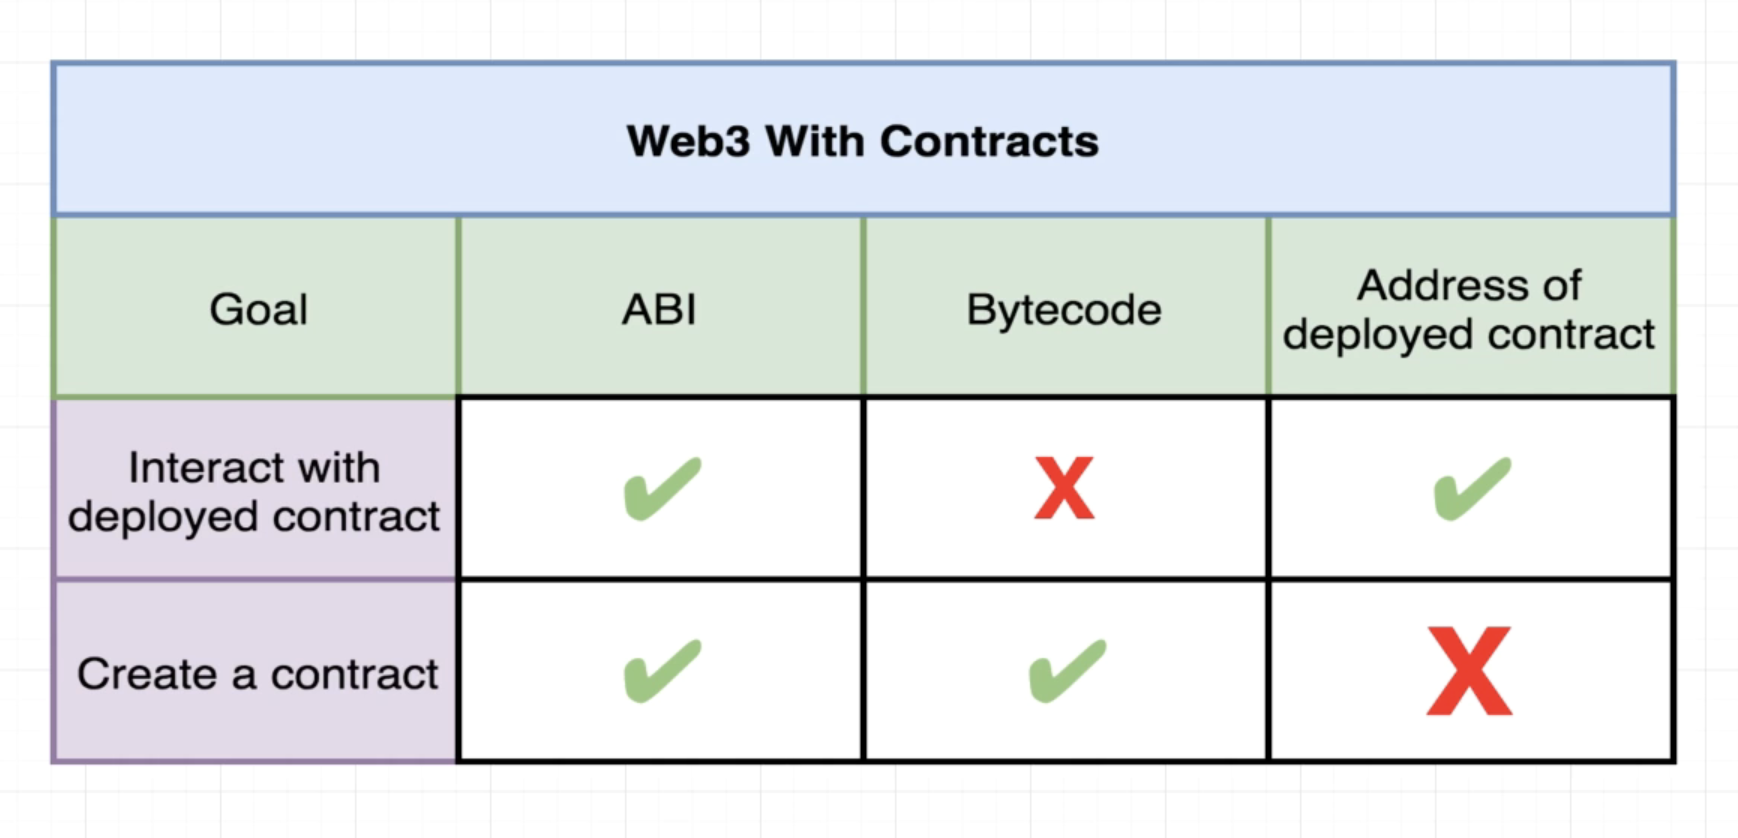 Web3 With Contracts
Goal
ABI
Bytecode
Address of
deployed contract
Interact with
deployed contract
✔
X
✔
Create a contract
✔
✔
X